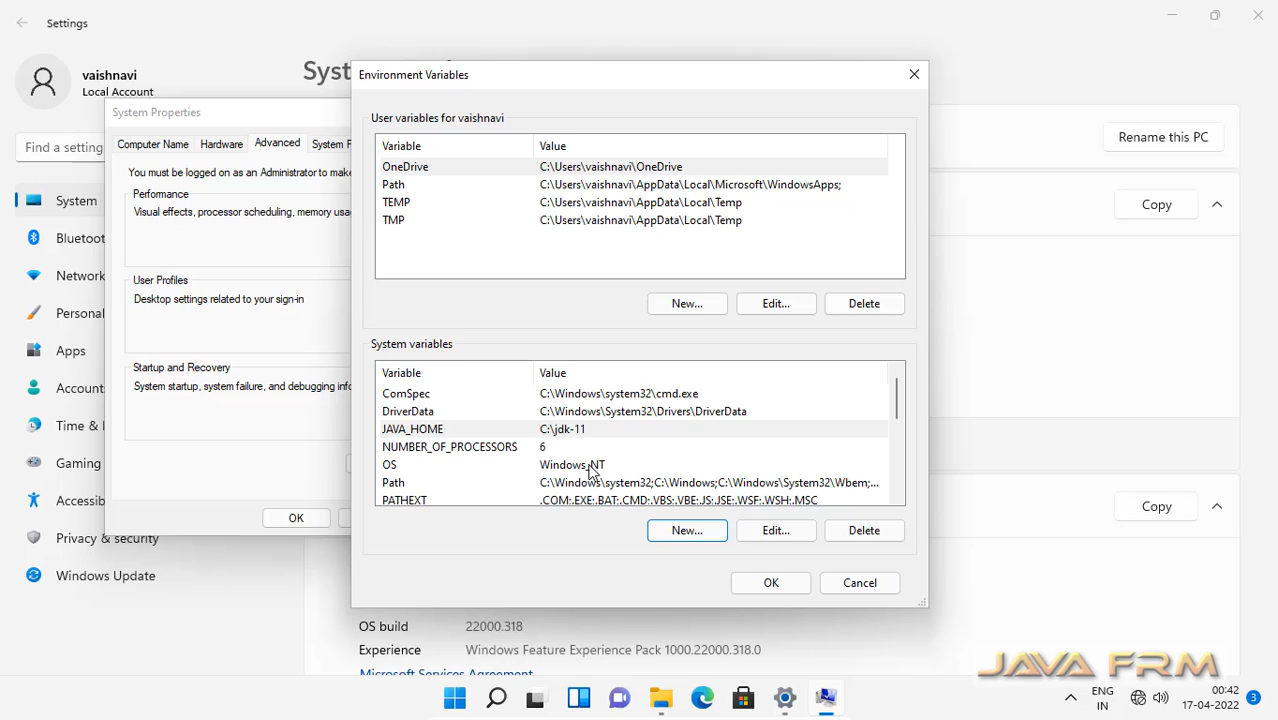 Settings
vaishnavi
Local Account
Syst
Find a setting
System
Bluetoot
Network
Personal
Apps
Account
Time &
Gaming
Accessib
Privacy & security
Windows Update
System Properties
Computer Name
Hardware
Advanced
System P
You must be logged on as an Administrator to make
Performance
Visual effects, processor scheduling, memory usa
User Profiles
Desktop settings related to your sign-in
Startup and Recovery
System startup, system failure, and debugging info
OK
Environment Variables
User variables for vaishnavi
Variable Value
OneDrive C:\Users\vaishnavi\OneDrive
Path C:\Users\vaishnavi\AppData\Local\Microsoft\WindowsApps;
TEMP C:\Users\vaishnavi\AppData\Local\Temp
TMP C:\Users\vaishnavi\AppData\Local\Temp
New... Edit... Delete
System variables
Variable Value
ComSpec C:\Windows\system32\cmd.exe
DriverData C:\Windows\System32\Drivers\DriverData
JAVA_HOME C:\jdk-11
NUMBER_OF_PROCESSORS 6
OS Windows_NT
Path C:\Windows\system32;C:\Windows;C:\Windows\System32\Wbem;...
PATHEXT .COM;.EXE;.BAT;.CMD;.VBS;.VBE;.JS;.JSE;.WSF;.WSH;.MSC
New... Edit... Delete
OK Cancel
Rename this PC
Copy
Copy
OS build 22000.318
Experience Windows Feature Experience Pack 1000.22000.318.0
Microsoft Services Agreement
JAVA FRM
ENG
IN
00:42
17-04-2022
3